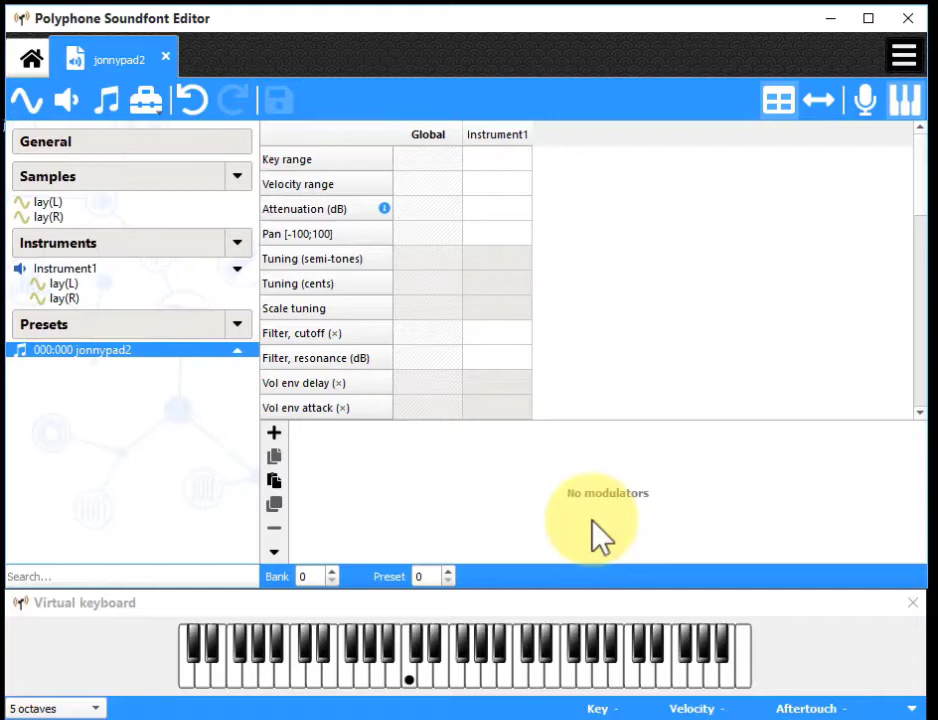 Polyphone Soundfont Editor
jonnypad2
General
Samples
lay(L)
lay(R)
Instruments
Instrument1
lay(L)
lay(R)
Presets
000:000 jonnypad2
Search...
Global Instrument1
Key range
Velocity range
Attenuation (dB)
Pan [-100;100]
Tuning (semi-tones)
Tuning (cents)
Scale tuning
Filter, cutoff (×)
Filter, resonance (dB)
Vol env delay (×)
Vol env attack (×)
No modulators
Bank 0 Preset 0
Virtual keyboard
5 octaves Key - Velocity - Aftertouch -